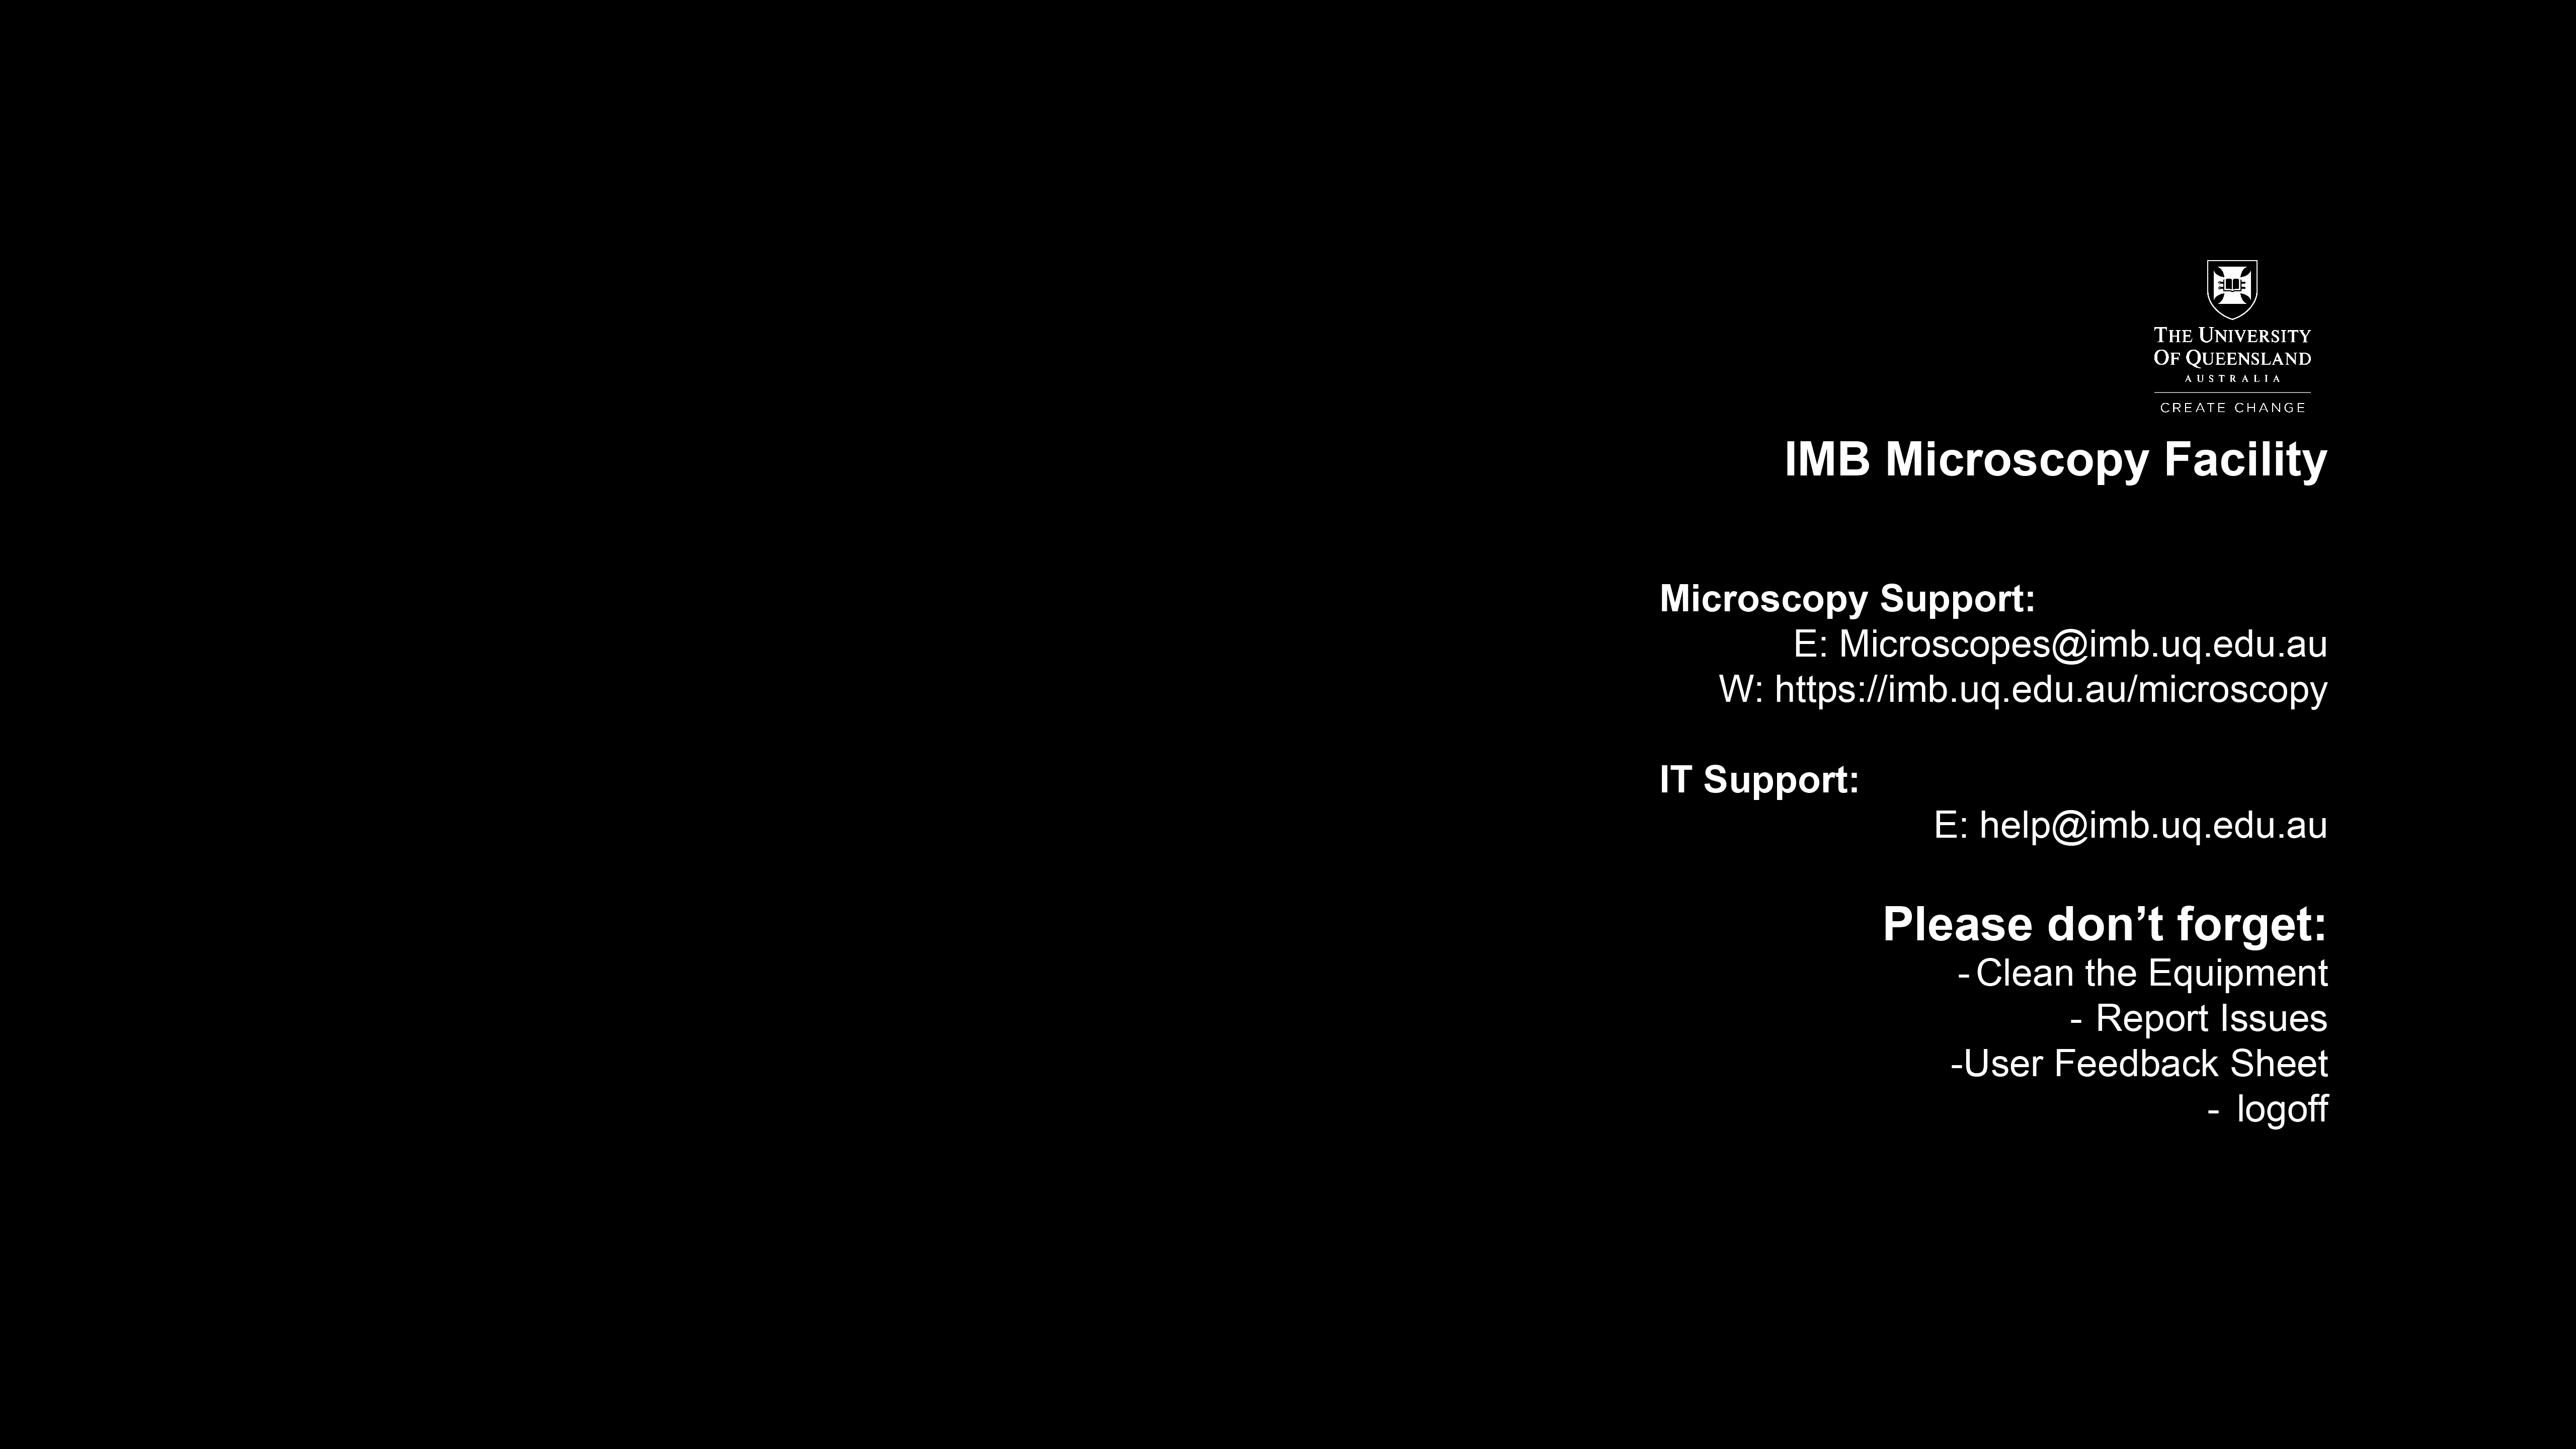 THE UNIVERSITY
OF QUEENSLAND
AUSTRALIA
CREATE CHANGE
IMB Microscopy Facility
Microscopy Support:
E: Microscopes@imb.uq.edu.au
W: https://imb.uq.edu.au/microscopy
IT Support:
E: help@imb.uq.edu.au
Please don’t forget:
- Clean the Equipment
- Report Issues
-User Feedback Sheet
- logoff